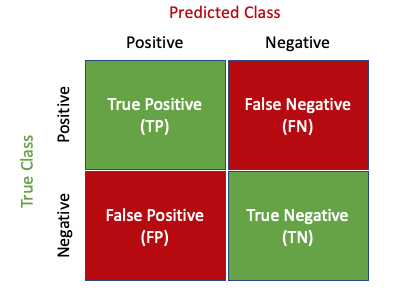 Predicted Class
Positive Negative
True Class
Positive
True Positive
(TP)
False Negative
(FN)
Negative
False Positive
(FP)
True Negative
(TN)